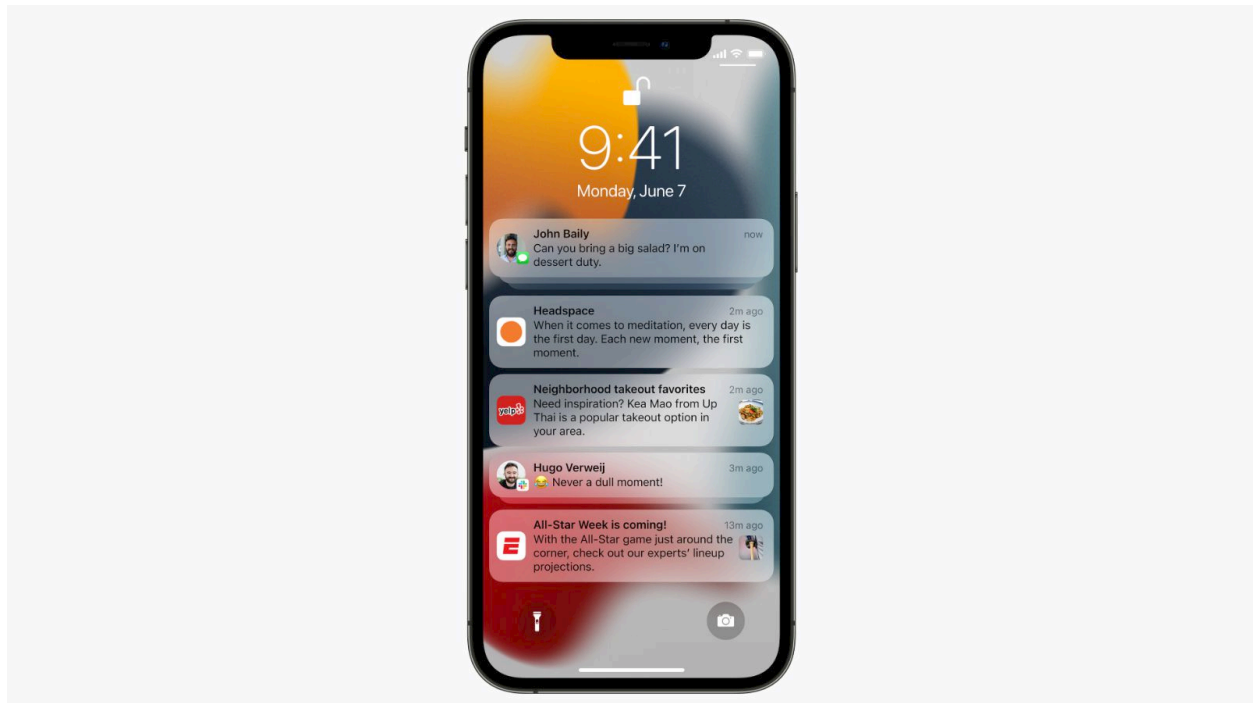 9:41
Monday, June 7
John Baily now
Can you bring a big salad? I'm on
dessert duty.
Headspace 2m ago
When it comes to meditation, every day is
the first day. Each new moment, the first
moment.
Neighborhood takeout favorites 2m ago
yelp
Need inspiration? Kea Mao from Up
Thai is a popular takeout option in
your area.
Hugo Verweij 3m ago
😂 Never a dull moment!
All-Star Week is coming! 13m ago
E
With the All-Star game just around the
corner, check out our experts' lineup
projections.